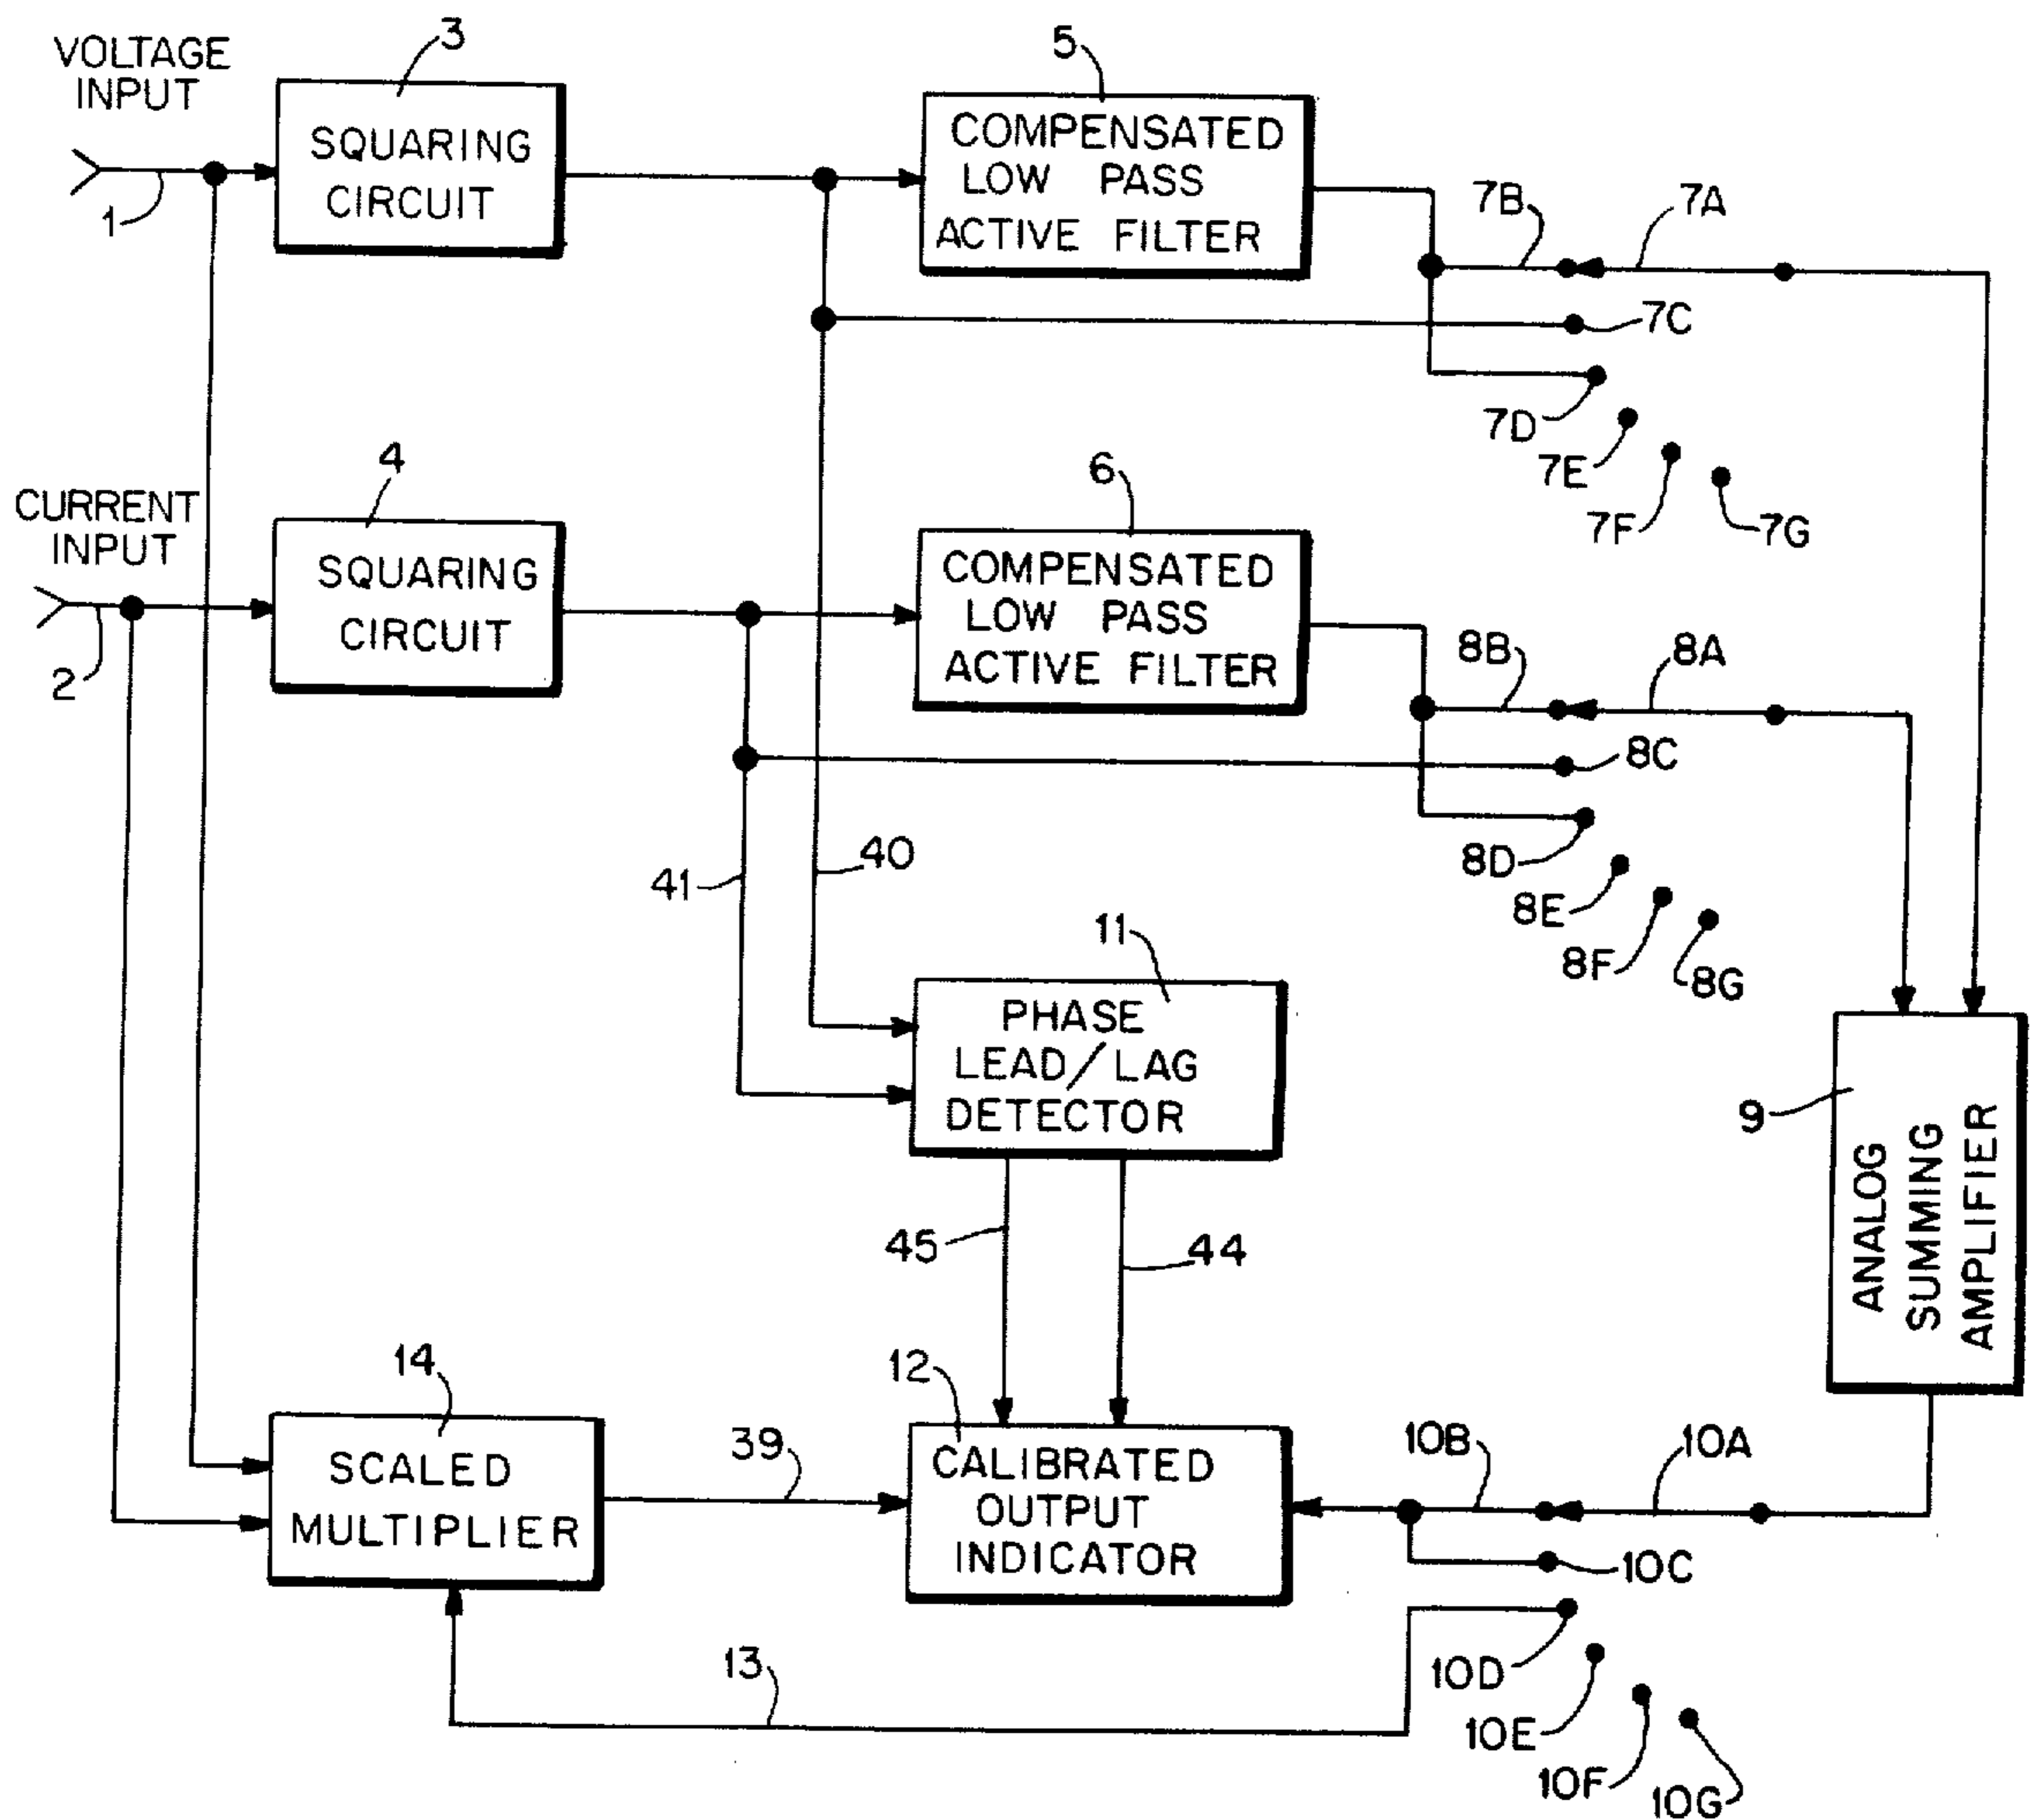 3
5
VOLTAGE
INPUT
SQUARING
CIRCUIT
COMPENSATED
LOW PASS
ACTIVE FILTER
1
7B
7A
7C
7D
7E
7F
7G
4
6
CURRENT
INPUT
SQUARING
CIRCUIT
COMPENSATED
LOW PASS
ACTIVE FILTER
2
8B
8A
8C
8D
8E
8F
8G
41
40
11
PHASE
LEAD/LAG
DETECTOR
9
ANALOG
SUMMING
AMPLIFIER
45
44
14
12
SCALED
MULTIPLIER
39
CALIBRATED
OUTPUT
INDICATOR
10B
10A
10C
13
10D
10E
10F
10G